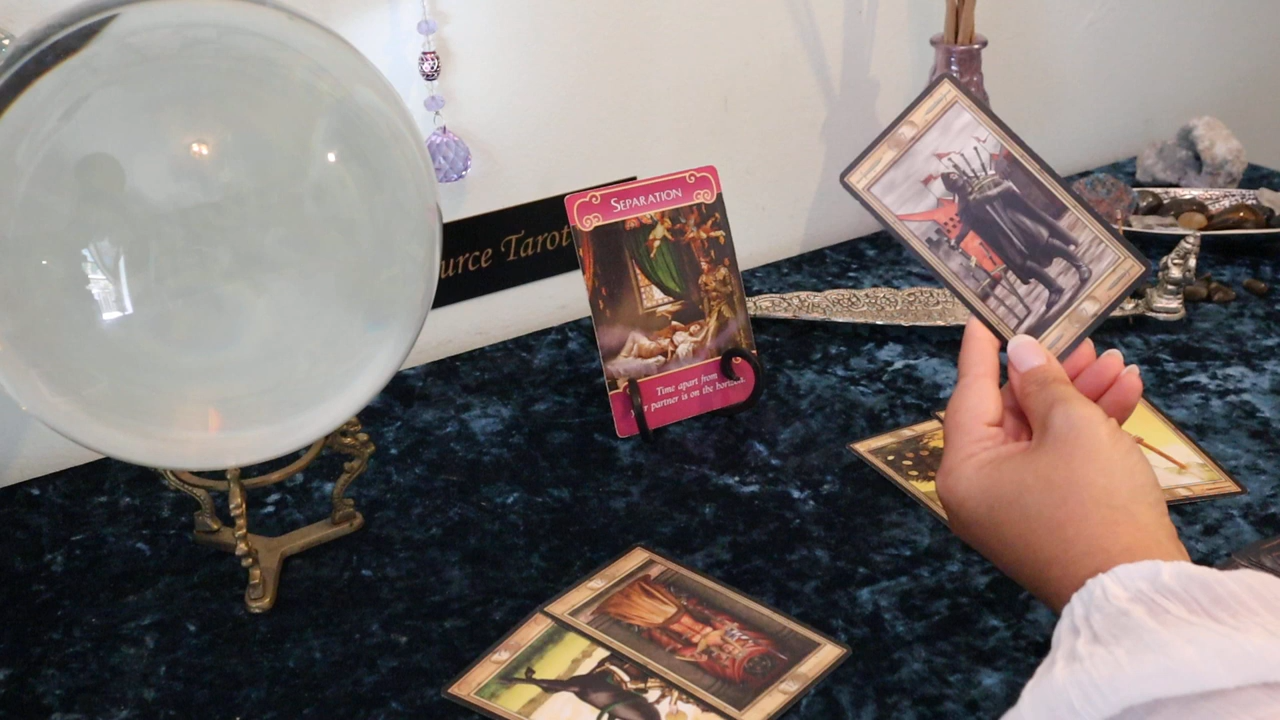 urce Tarot
SEPARATION
Time apart from
partner is on the horizon.